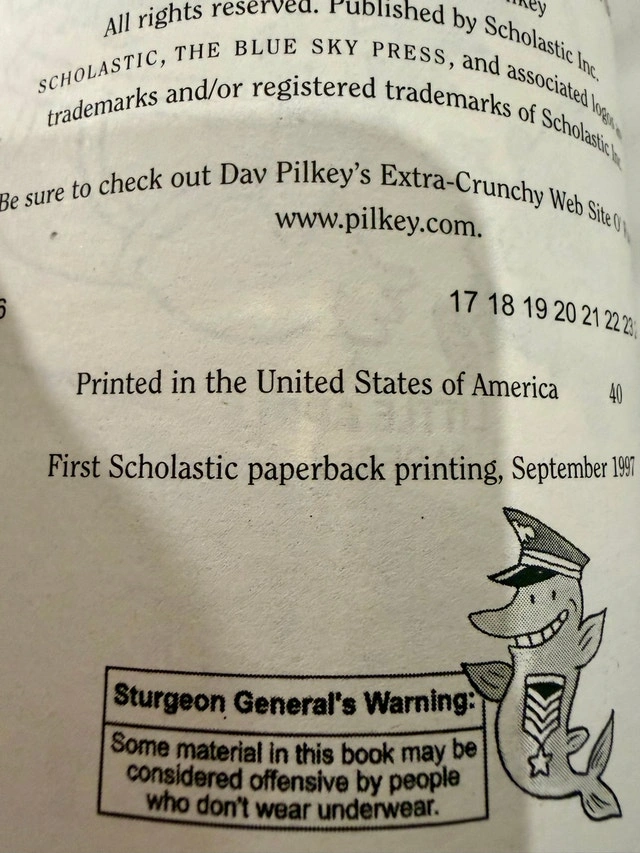 All rights reserved. Published by Scholastic Inc.
SCHOLASTIC, THE BLUE SKY PRESS, and associated logos
trademarks and/or registered trademarks of Scholastic
Be sure to check out Dav Pilkey's Extra-Crunchy Web Site
www.pilkey.com.
6 17 18 19 20 21 22 23
Printed in the United States of America 40
First Scholastic paperback printing, September 1997
Sturgeon General's Warning:
Some material in this book may be
considered offensive by people
who don't wear underwear.